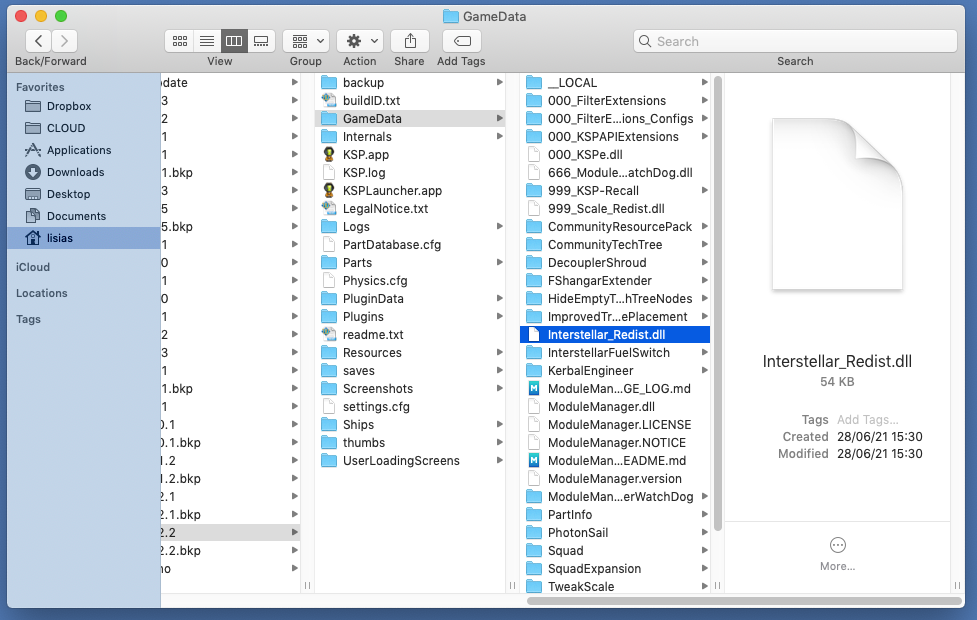 GameData
Back/Forward
View
Group
Action
Share
Add Tags
Search
Search
Favorites
Dropbox
CLOUD
Applications
Downloads
Desktop
Documents
lisias
iCloud
Locations
Tags
date
3
2
1
1
1.bkp
3
5
5.bkp
1
0
1
0
1
2
3
1.bkp
1
0.1
0.1.bkp
1.2
1.2.bkp
2.1
2.1.bkp
2.2
2.2.bkp
no
backup
buildID.txt
GameData
Internals
KSP.app
KSP.log
KSPLauncher.app
LegalNotice.txt
Logs
PartDatabase.cfg
Parts
Physics.cfg
PluginData
Plugins
readme.txt
Resources
saves
Screenshots
settings.cfg
Ships
thumbs
UserLoadingScreens
__LOCAL
000_FilterExtensions
000_FilterE...ions_Configs
000_KSPAPIExtensions
000_KSPe.dll
666_Module...atchDog.dll
999_KSP-Recall
999_Scale_Redist.dll
CommunityResourcePack
CommunityTechTree
DecouplerShroud
FShangarExtender
HideEmptyT...hTreeNodes
ImprovedTr...ePlacement
Interstellar_Redist.dll
InterstellarFuelSwitch
KerbalEngineer
ModuleMan...GE_LOG.md
ModuleManager.dll
ModuleManager.LICENSE
ModuleManager.NOTICE
ModuleMan...EADME.md
ModuleManager.version
ModuleMan...erWatchDog
PartInfo
PhotonSail
Squad
SquadExpansion
TweakScale
Interstellar_Redist.dll
54 KB
Tags Add Tags...
Created 28/06/21 15:30
Modified 28/06/21 15:30
More...